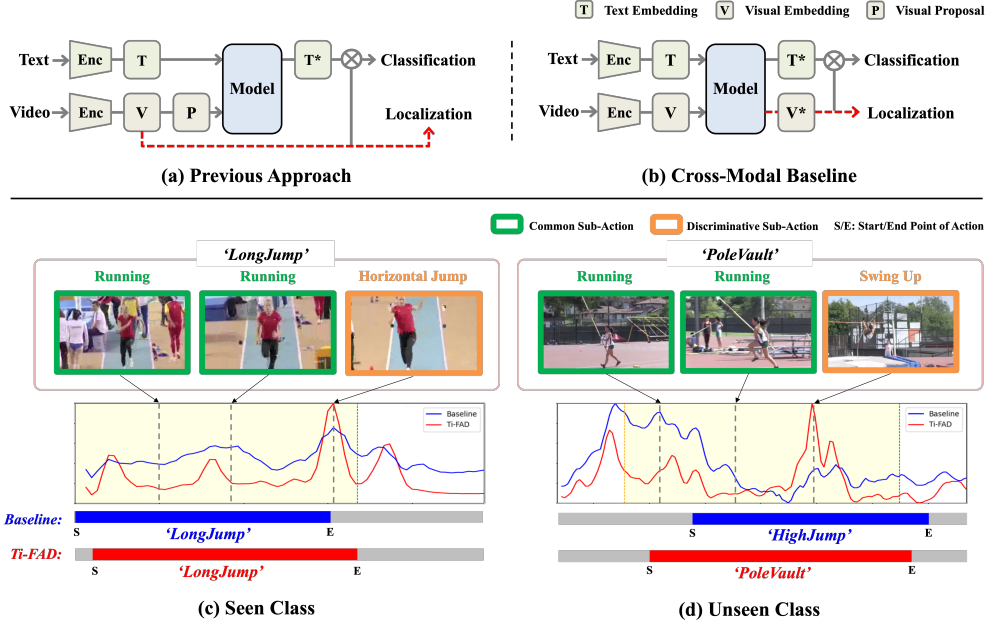 T Text Embedding V Visual Embedding P Visual Proposal
Text Enc T Model T* Classification
Video Enc V P Localization
(a) Previous Approach
Text Enc T Model T* Classification
Video Enc V V* Localization
(b) Cross-Modal Baseline
Common Sub-Action Discriminative Sub-Action S/E: Start/End Point of Action
'LongJump'
Running Running Horizontal Jump
Baseline
Ti-FAD
Baseline:
S 'LongJump' E
Ti-FAD:
S 'LongJump' E
(c) Seen Class
'PoleVault'
Running Running Swing Up
Baseline
Ti-FAD
S 'HighJump' E
S 'PoleVault' E
(d) Unseen Class